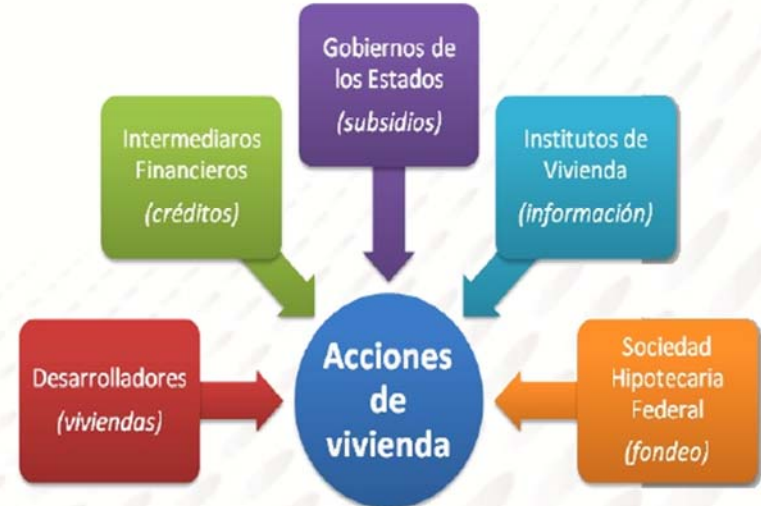 Gobiernos de
los Estados
(subsidios)
Intermediaros
Financieros
(créditos)
Institutos de
Vivienda
(información)
Desarrolladores
(viviendas)
Acciones
de
vivienda
Sociedad
Hipotecaria
Federal
(fondeo)